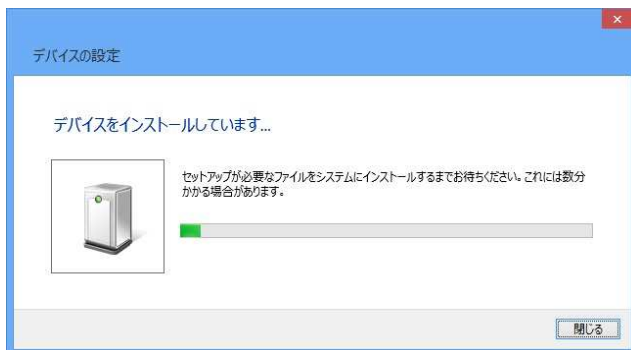 デバイスの設定
デバイスをインストールしています...
セットアップが必要なファイルをシステムにインストールするまでお待ちください。これには数分
かかる場合があります。
閉じる